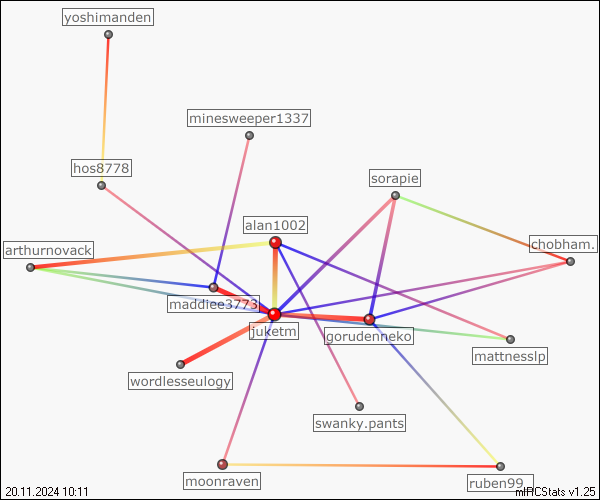 yoshimanden
minesweeper1337
hos8778
sorapie
alan1002
arthurnovack
chobham.
maddiee3773
juketm
gorudenneko
mattnesslp
wordlesseulogy
swanky.pants
moonraven
ruben99_
20.11.2024 10:11
mIRCStats v1.25